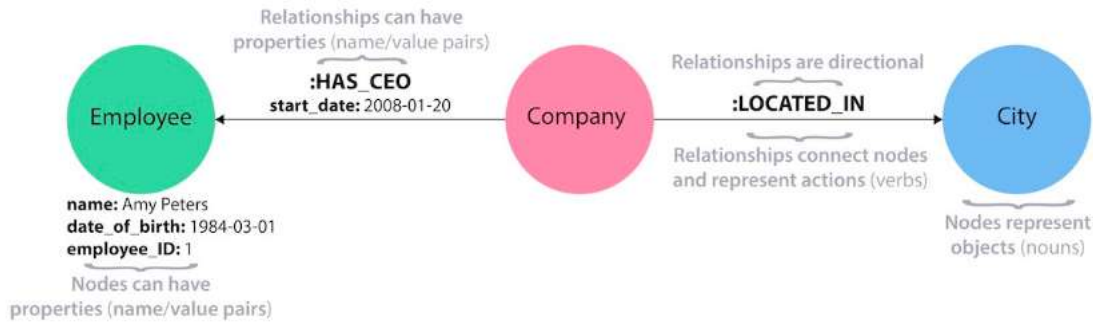 Relationships can have
properties (name/value pairs)
:HAS_CEO
start_date: 2008-01-20
Relationships are directional
:LOCATED_IN
Employee
Company
City
Relationships connect nodes
and represent actions (verbs)
name: Amy Peters
date_of_birth: 1984-03-01
employee_ID: 1
Nodes represent
objects (nouns)
Nodes can have
properties (name/value pairs)